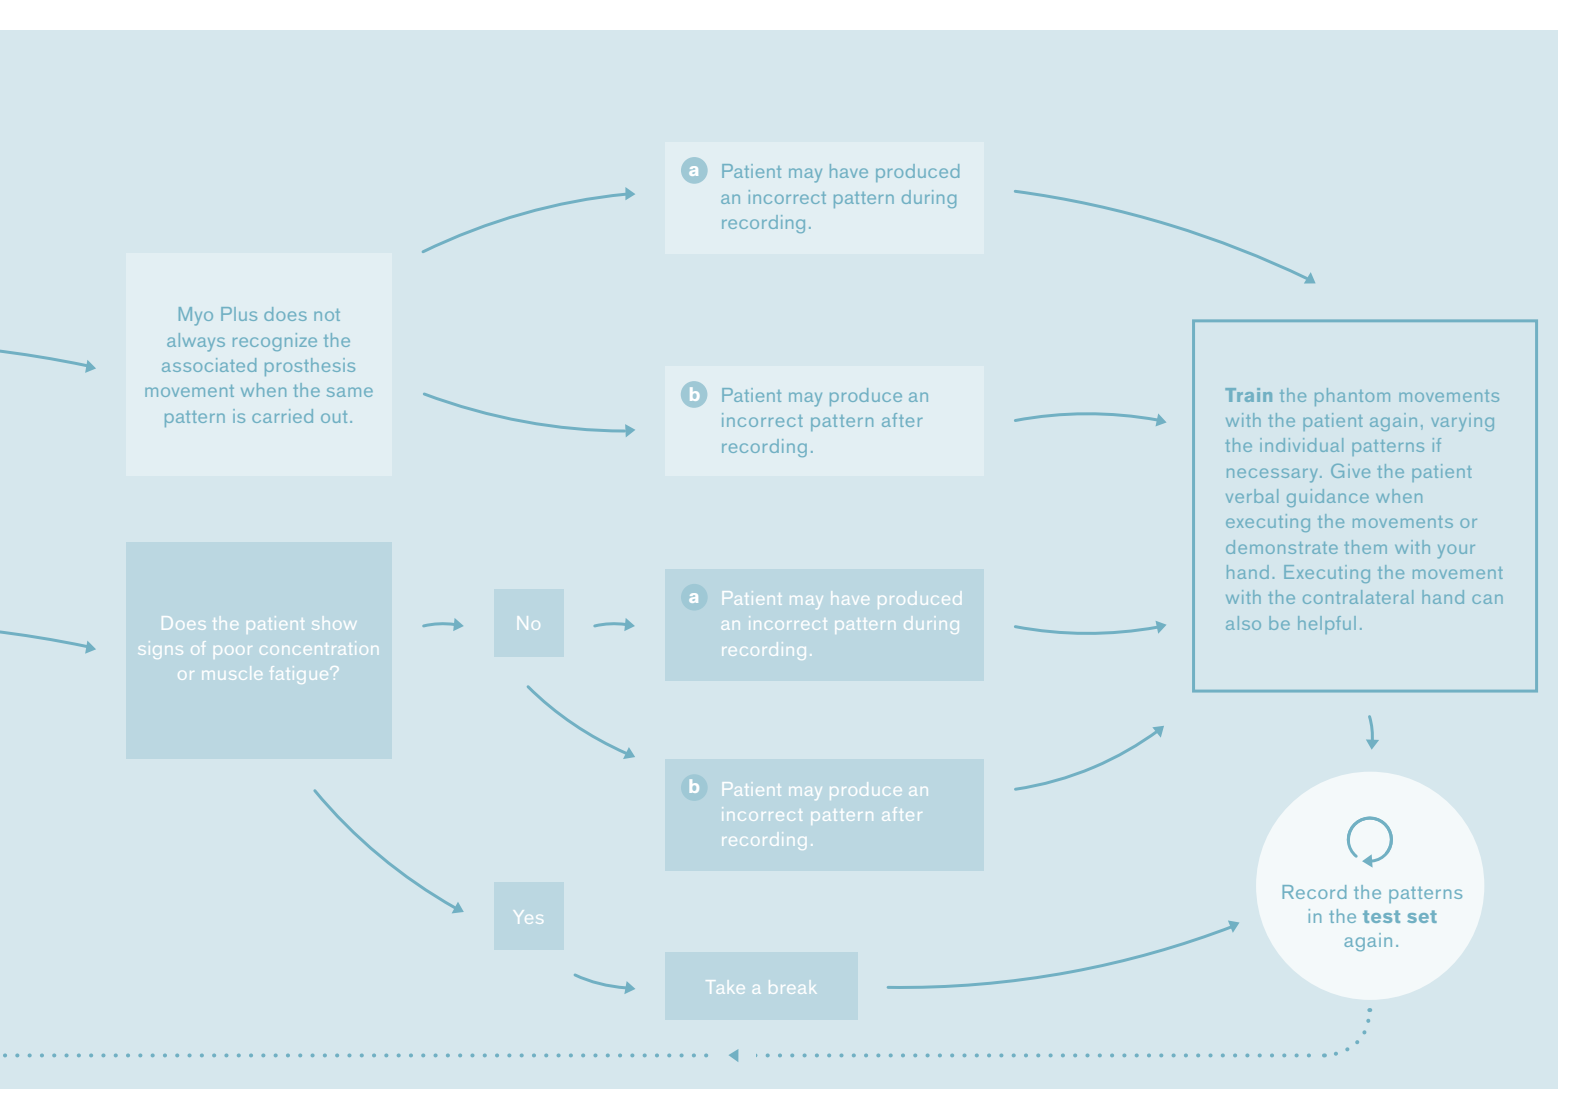 a Patient may have produced
an incorrect pattern during
recording.
Myo Plus does not
always recognize the
associated prosthesis
movement when the same
pattern is carried out.
b Patient may produce an
incorrect pattern after
recording.
Train the phantom movements
with the patient again, varying
the individual patterns if
necessary. Give the patient
verbal guidance when
executing the movements or
demonstrate them with your
hand. Executing the movement
with the contralateral hand can
also be helpful.
Does the patient show
signs of poor concentration
or muscle fatigue?
No
a Patient may have produced
an incorrect pattern during
recording.
b Patient may produce an
incorrect pattern after
recording.
Yes
Take a break
Record the patterns
in the test set
again.